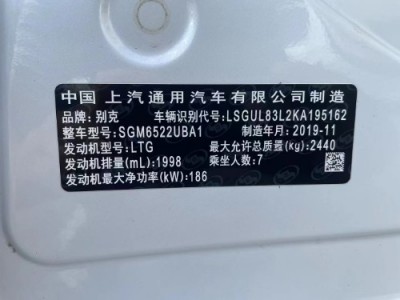 中国 上汽通用汽车有限公司制造
品牌:别克 车辆识别代号:LSGUL83L2KA195162
整车型号:SGM6522UBA1 制造年月:2019-11
发动机型号:LTG 最大允许总质量(kg):2440
发动机排量(mL):1998 乘坐人数:7
发动机最大净功率(kW):186